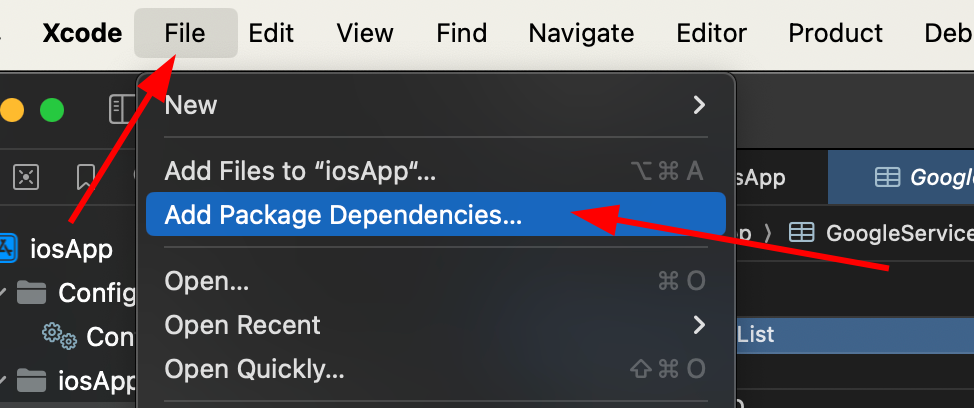 Xcode File Edit View Find Navigate Editor Product Deb
New
Add Files to “iosApp“... ⌥⌘A
sApp Google
Add Package Dependencies...
iosApp
p 〉 GoogleService
Open... ⌘O
Config
Open Recent
Con
List
Open Quickly... ⇧⌘O
iosApp